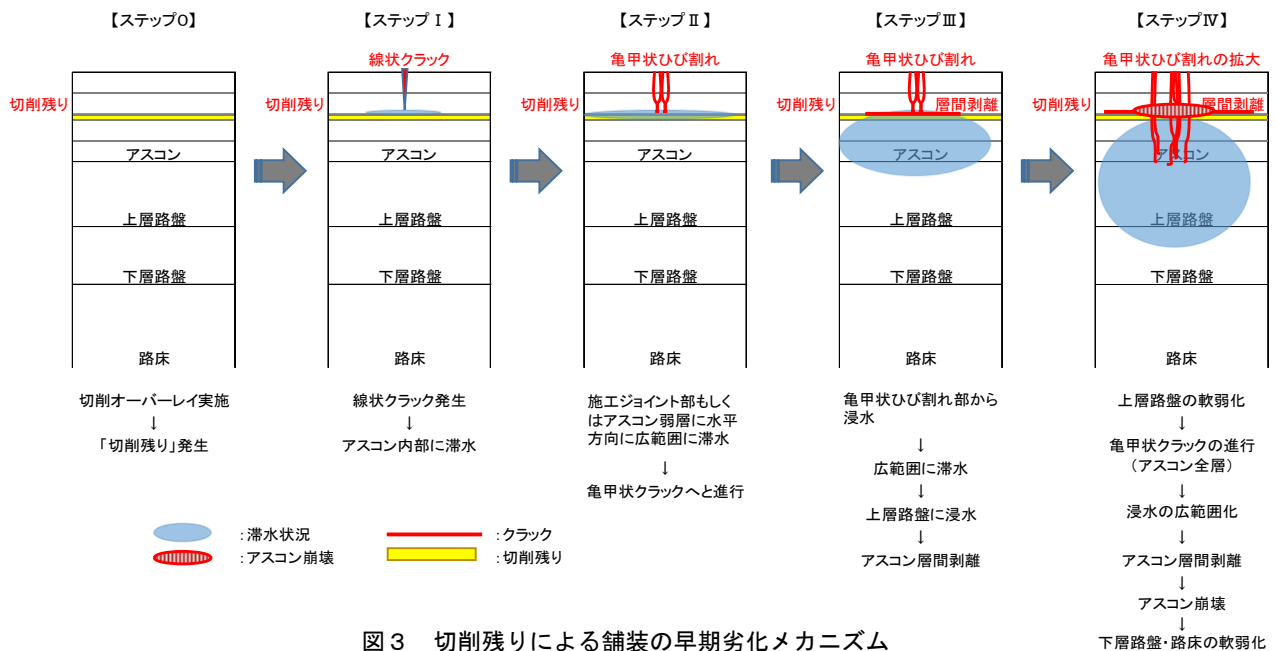 【ステップ0】
切削残り
アスコン
上層路盤
下層路盤
路床
切削オーバーレイ実施
↓
「切削残り」発生
【ステップⅠ】
線状クラック
切削残り
アスコン
上層路盤
下層路盤
路床
線状クラック発生
↓
アスコン内部に滞水
【ステップⅡ】
亀甲状ひび割れ
切削残り
アスコン
上層路盤
下層路盤
路床
施工ジョイント部もしく
はアスコン弱層に水平
方向に広範囲に滞水
↓
亀甲状クラックへと進行
【ステップⅢ】
亀甲状ひび割れ
切削残り
層間剥離
アスコン
上層路盤
下層路盤
路床
亀甲状ひび割れ部から
浸水
↓
広範囲に滞水
↓
上層路盤に浸水
↓
アスコン層間剥離
【ステップⅣ】
亀甲状ひび割れの拡大
切削残り
層間剥離
アスコン
上層路盤
下層路盤
路床
上層路盤の軟弱化
↓
亀甲状クラックの進行
(アスコン全層)
↓
浸水の広範囲化
↓
アスコン層間剥離
↓
アスコン崩壊
↓
下層路盤・路床の軟弱化
:滞水状況
:クラック
:アスコン崩壊
:切削残り
図3 切削残りによる舗装の早期劣化メカニズム